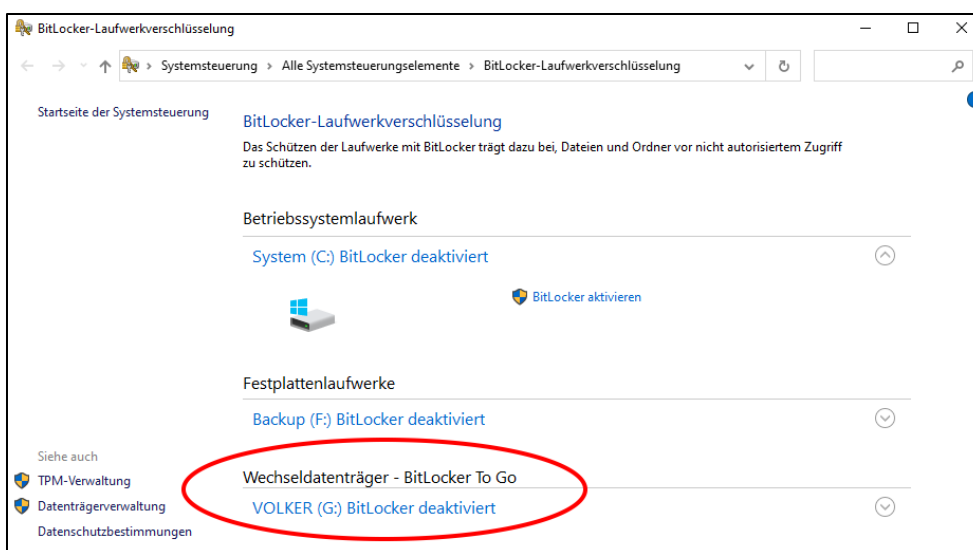 BitLocker-Laufwerkverschlüsselung
Systemsteuerung > Alle Systemsteuerungselemente > BitLocker-Laufwerkverschlüsselung
Startseite der Systemsteuerung
BitLocker-Laufwerkverschlüsselung
Das Schützen der Laufwerke mit BitLocker trägt dazu bei, Dateien und Ordner vor nicht autorisiertem Zugriff
zu schützen.
Betriebssystemlaufwerk
System (C:) BitLocker deaktiviert
BitLocker aktivieren
Festplattenlaufwerke
Backup (F:) BitLocker deaktiviert
Wechseldatenträger - BitLocker To Go
VOLKER (G:) BitLocker deaktiviert
Siehe auch
TPM-Verwaltung
Datenträgerverwaltung
Datenschutzbestimmungen